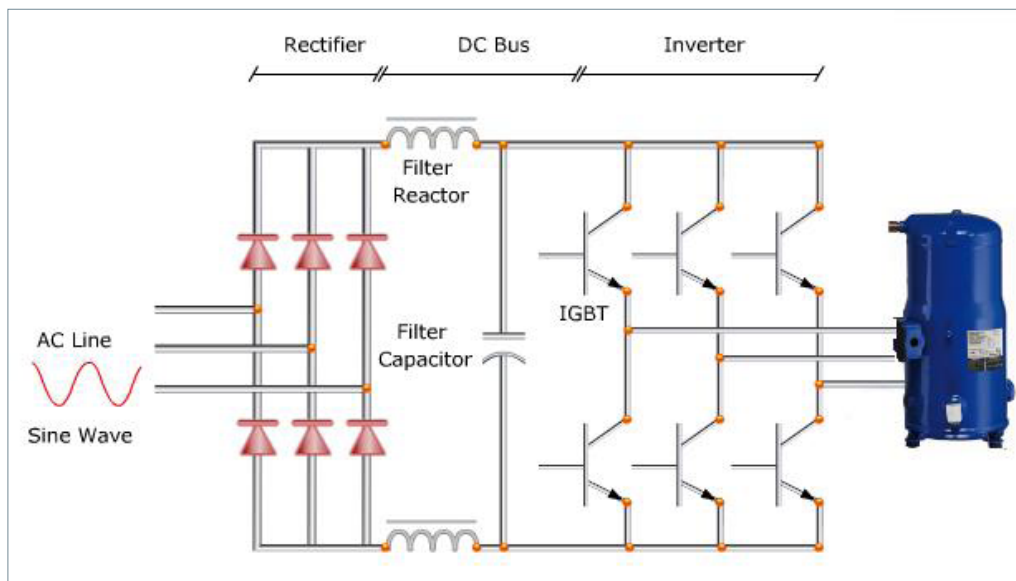 Rectifier
DC Bus
Inverter
Filter
Reactor
IGBT
Filter
Capacitor
AC Line
Sine Wave